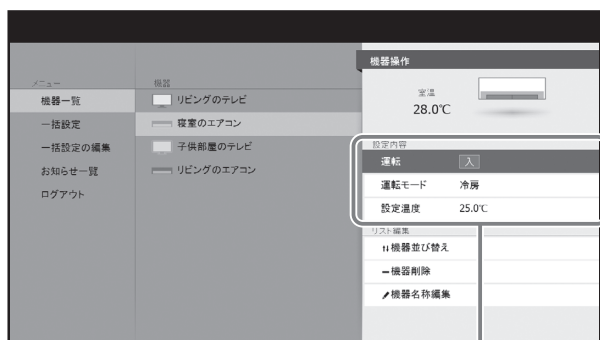 メニュー
機器一覧
一括設定
一括設定の編集
お知らせ一覧
ログアウト
機器
リビングのテレビ
寝室のエアコン
子供部屋のテレビ
リビングのエアコン
機器操作
室温
28.0℃
設定内容
運転 入
運転モード 冷房
設定温度 25.0℃
リスト編集
機器並び替え
機器削除
機器名称編集